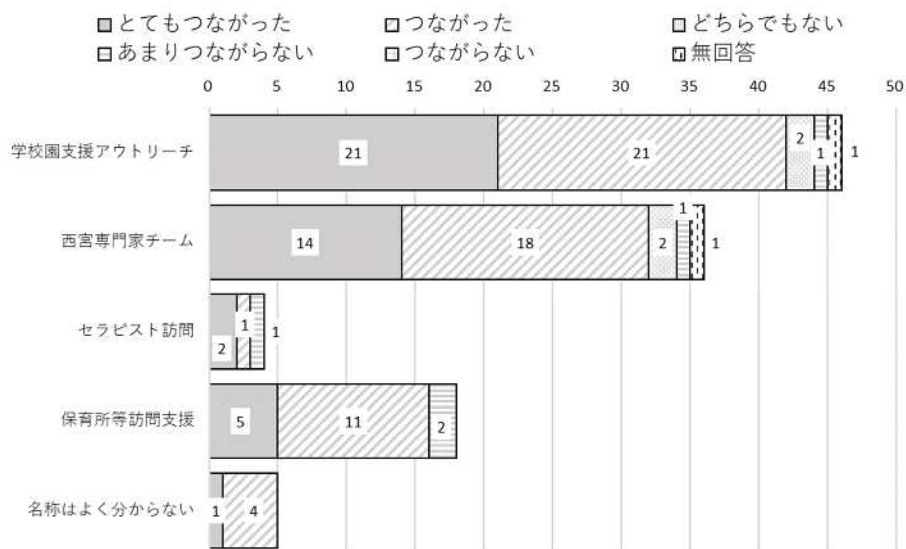 とてもつながった つながった どちらでもない
あまりつながらない つながらない 無回答
0 5 10 15 20 25 30 35 40 45 50
学校園支援アウトリーチ 21 21 2 1 1
西宮専門家チーム 14 18 2 1 1
セラピスト訪問 2 1 1
保育所等訪問支援 5 11 2
名称はよく分からない 1 4